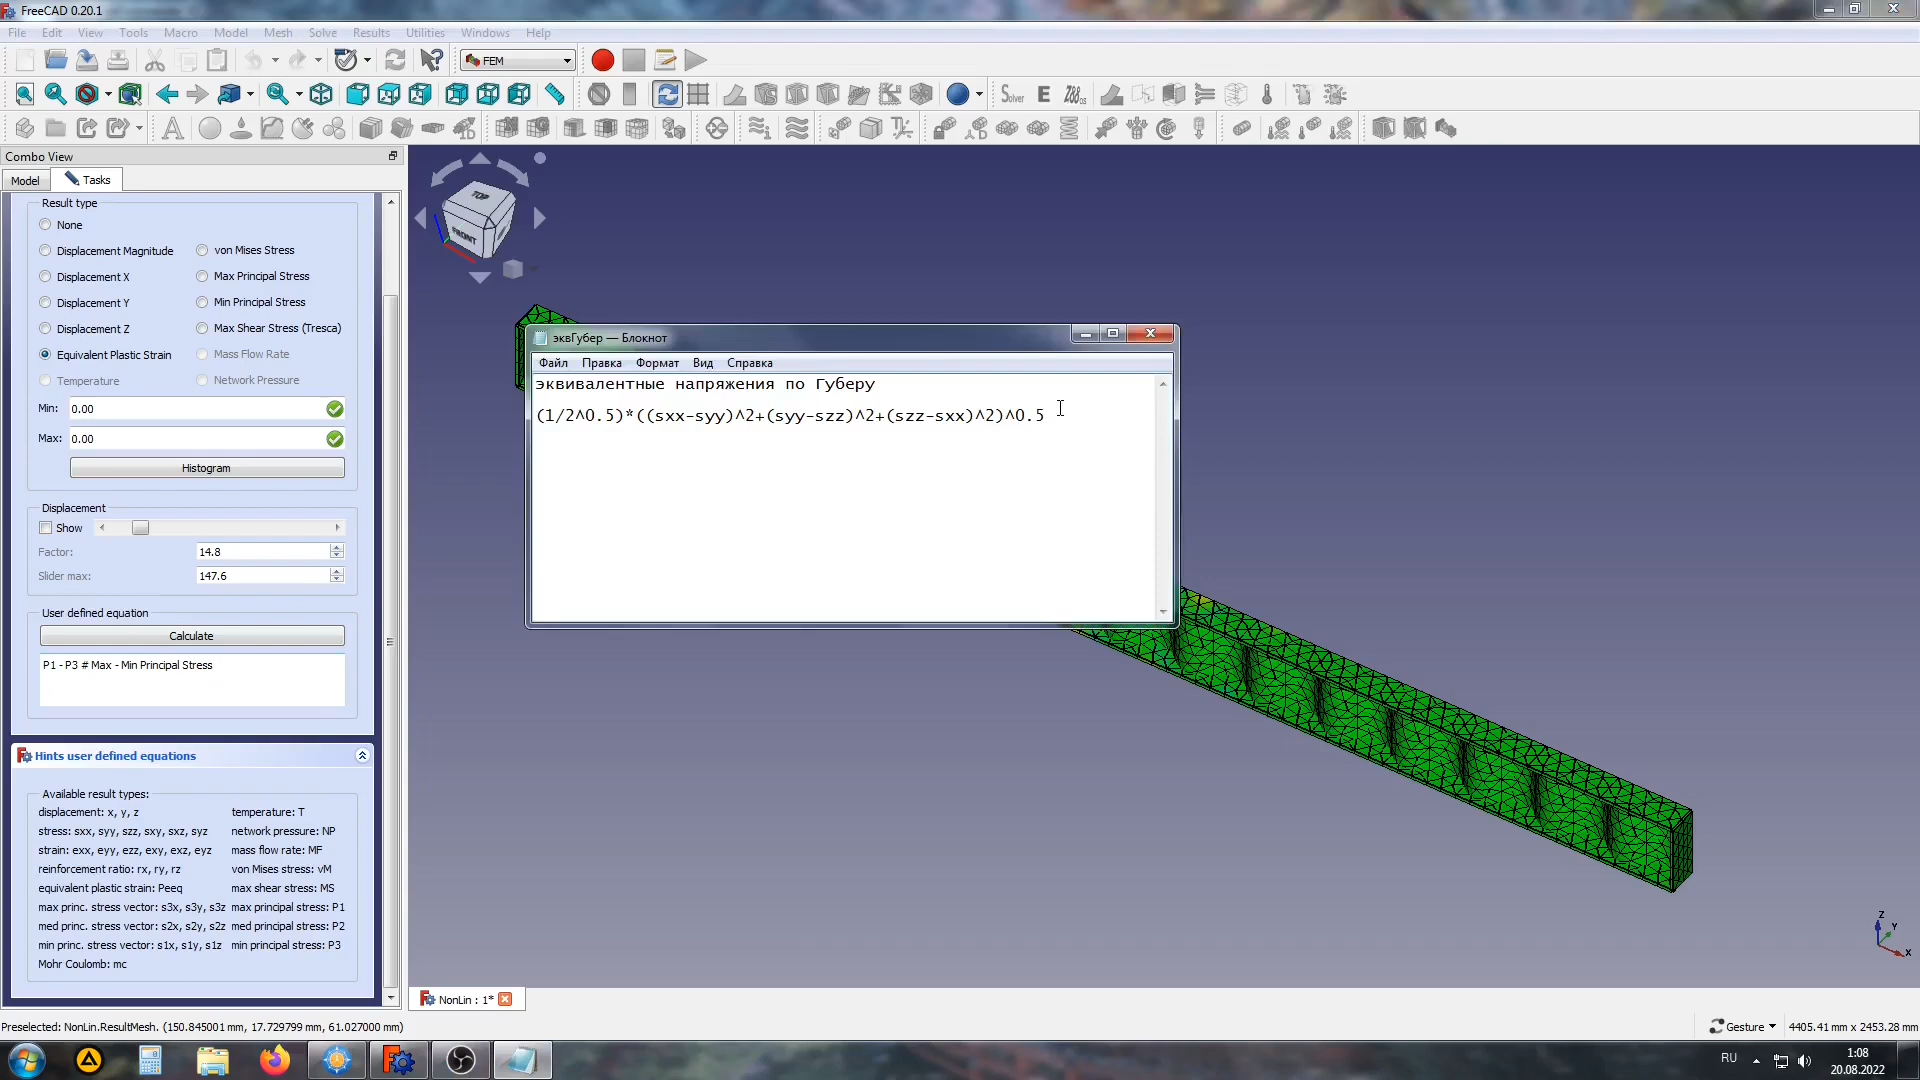 FreeCAD 0.20.1
File Edit View Tools Macro Model Mesh Solve Results Utilities Windows Help
FEM
Solver E Z88os
Combo View
Model Tasks
Result type
None
Displacement Magnitude von Mises Stress
Displacement X Max Principal Stress
Displacement Y Min Principal Stress
Displacement Z Max Shear Stress (Tresca)
Equivalent Plastic Strain Mass Flow Rate
Temperature Network Pressure
Min: 0.00
Max: 0.00
Histogram
Displacement
Show
Factor: 14.8
Slider max: 147.6
User defined equation
Calculate
P1 - P3 # Max - Min Principal Stress
Hints user defined equations
Available result types:
displacement: x, y, z temperature: T
stress: sxx, syy, szz, sxy, sxz, syz network pressure: NP
strain: exx, eyy, ezz, exy, exz, eyz mass flow rate: MF
reinforcement ratio: rx, ry, rz von Mises stress: vM
equivalent plastic strain: Peeq max shear stress: MS
max princ. stress vector: s3x, s3y, s3z max principal stress: P1
med princ. stress vector: s2x, s2y, s2z med principal stress: P2
min princ. stress vector: s1x, s1y, s1z min principal stress: P3
Mohr Coulomb: mc
TOP
FRONT
эквГубер — Блокнот
Файл Правка Формат Вид Справка
эквивалентные напряжения по Губеру
(1/2^0.5)*((sxx-syy)^2+(syy-szz)^2+(szz-sxx)^2)^0.5
Z
Y
X
NonLin : 1*
Preselected: NonLin.ResultMesh. (150.845001 mm, 17.729799 mm, 61.027000 mm)
Gesture 4405.41 mm x 2453.28 mm
RU
1:08
20.08.2022